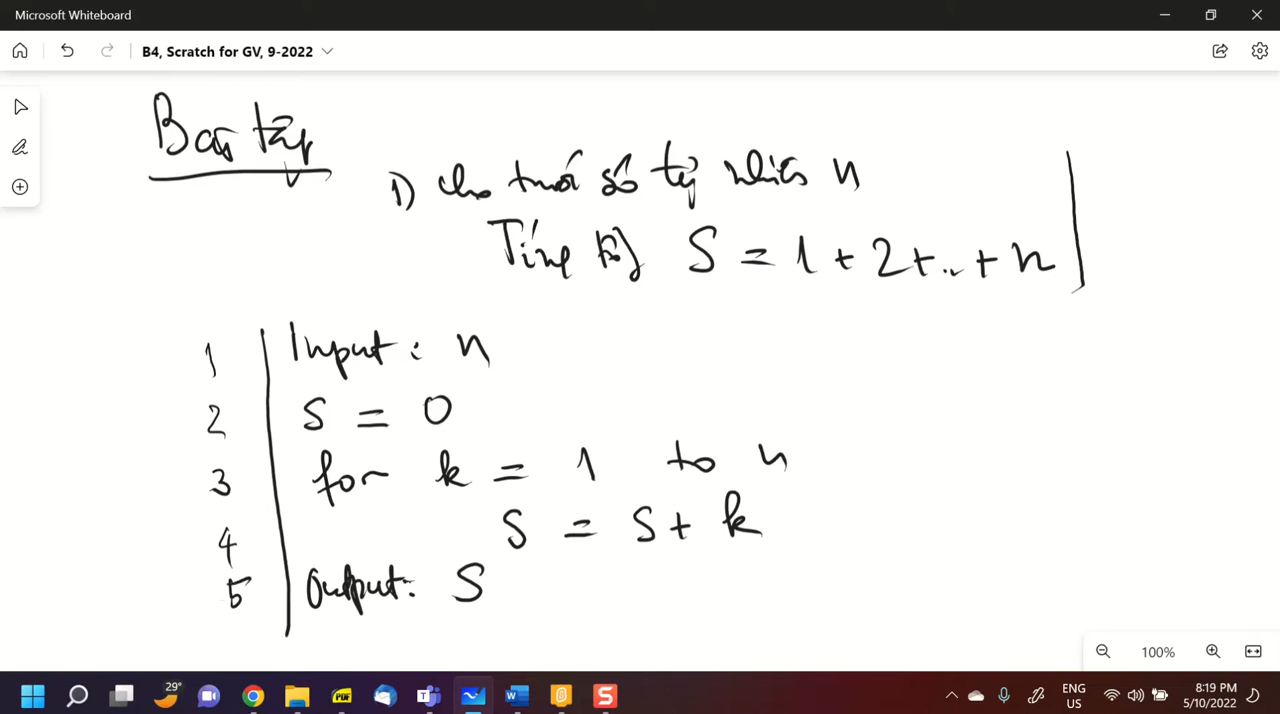 Microsoft Whiteboard
B4, Scratch for GV, 9-2022
Bài tập
1) Cho trước số tự nhiên n
Tính S = 1 + 2 + .. + n
1 Input: n
2 S = 0
3 for k = 1 to n
4 S = S + k
5 Output: S
100%
29°
PDF
ENG
US
8:19 PM
5/10/2022